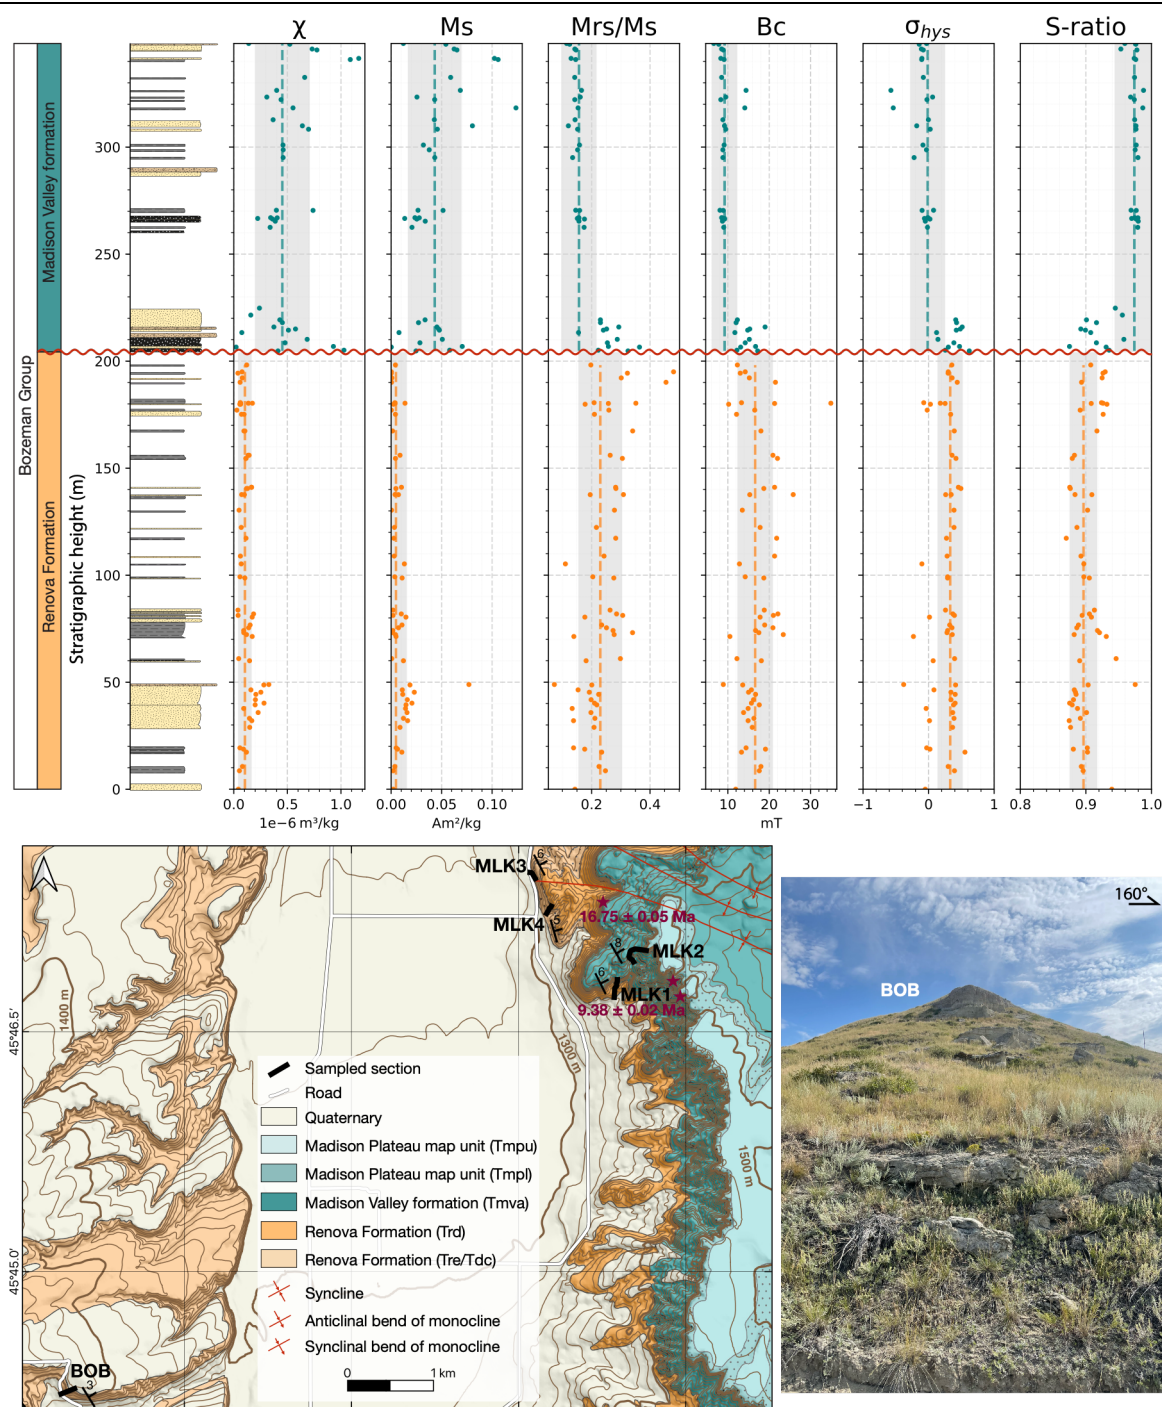 χ Ms Mrs/Ms Bc σhys S-ratio
Madison Valley formation
Bozeman Group
Renova Formation
Stratigraphic height (m)
300
250
200
150
100
50
0
0.0 0.5 1.0
1e−6 m³/kg
0.00 0.05 0.10
Am²/kg
0.2 0.4
10 20 30
mT
−1 0 1
0.8 0.9 1.0
MLK3
6
MLK4
5
16.75 ± 0.05 Ma
8
MLK2
6
MLK1
9.38 ± 0.02 Ma
1400 m
1300 m
1500 m
45°46.5'
45°45.0'
Sampled section
Road
Quaternary
Madison Plateau map unit (Tmpu)
Madison Plateau map unit (Tmpl)
Madison Valley formation (Tmva)
Renova Formation (Trd)
Renova Formation (Tre/Tdc)
Syncline
Anticlinal bend of monocline
Synclinal bend of monocline
0 1 km
BOB
3
160°
BOB